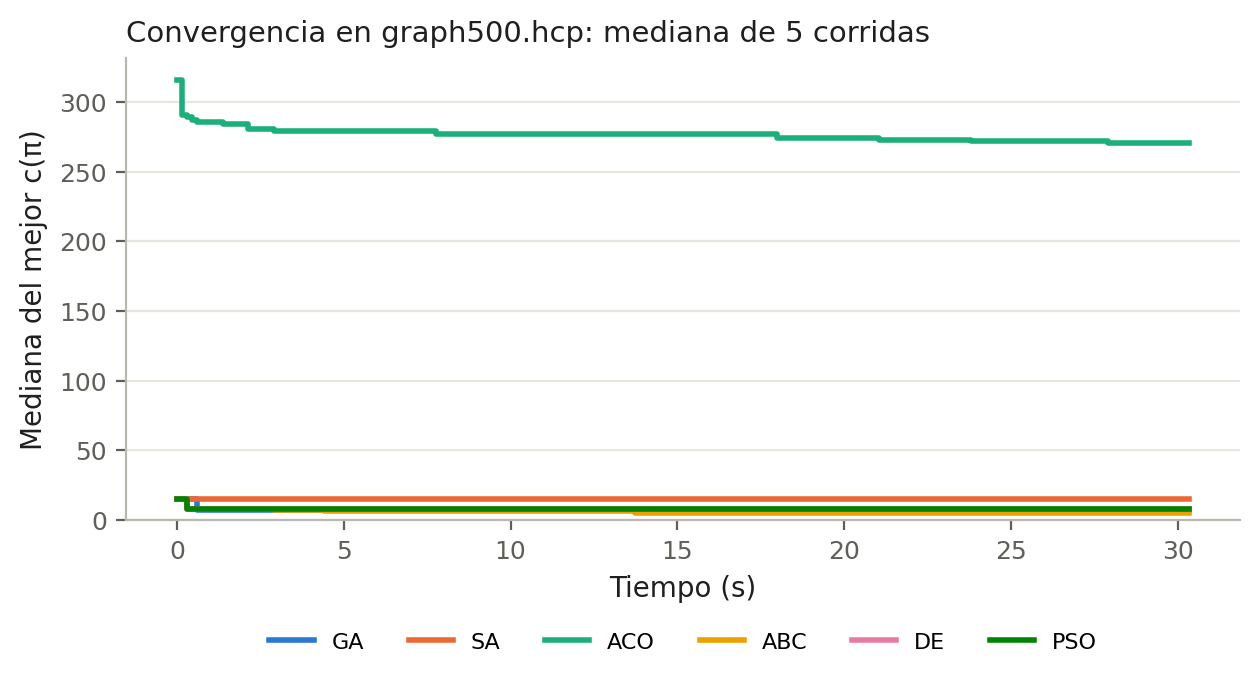 Convergencia en graph500.hcp: mediana de 5 corridas
Mediana del mejor c(π)
300
250
200
150
100
50
0
0 5 10 15 20 25 30
Tiempo (s)
GA SA ACO ABC DE PSO